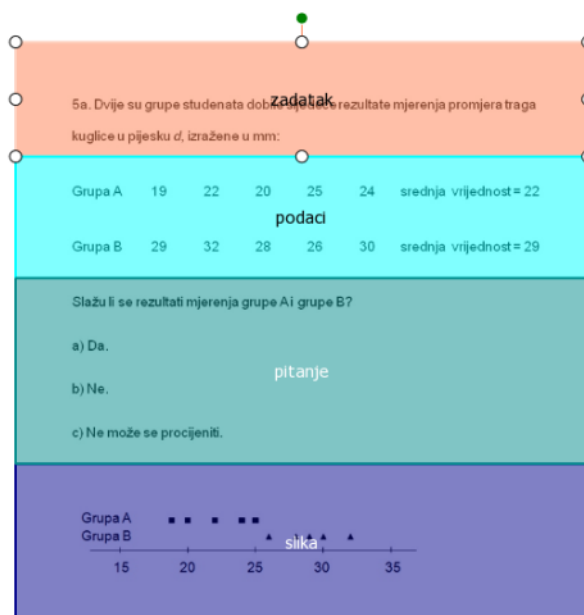 zadatak
5a. Dvije su grupe studenata dobile rezultate mjerenja promjera traga
kuglice u pijesku d, izražene u mm:
Grupa A 19 22 20 25 24 srednja vrijednost = 22
podaci
Grupa B 29 32 28 26 30 srednja vrijednost = 29
Slažu li se rezultati mjerenja grupe A i grupe B?
a) Da.
pitanje
b) Ne.
c) Ne može se procijeniti.
Grupa A
Grupa B
slika
15 20 25 30 35